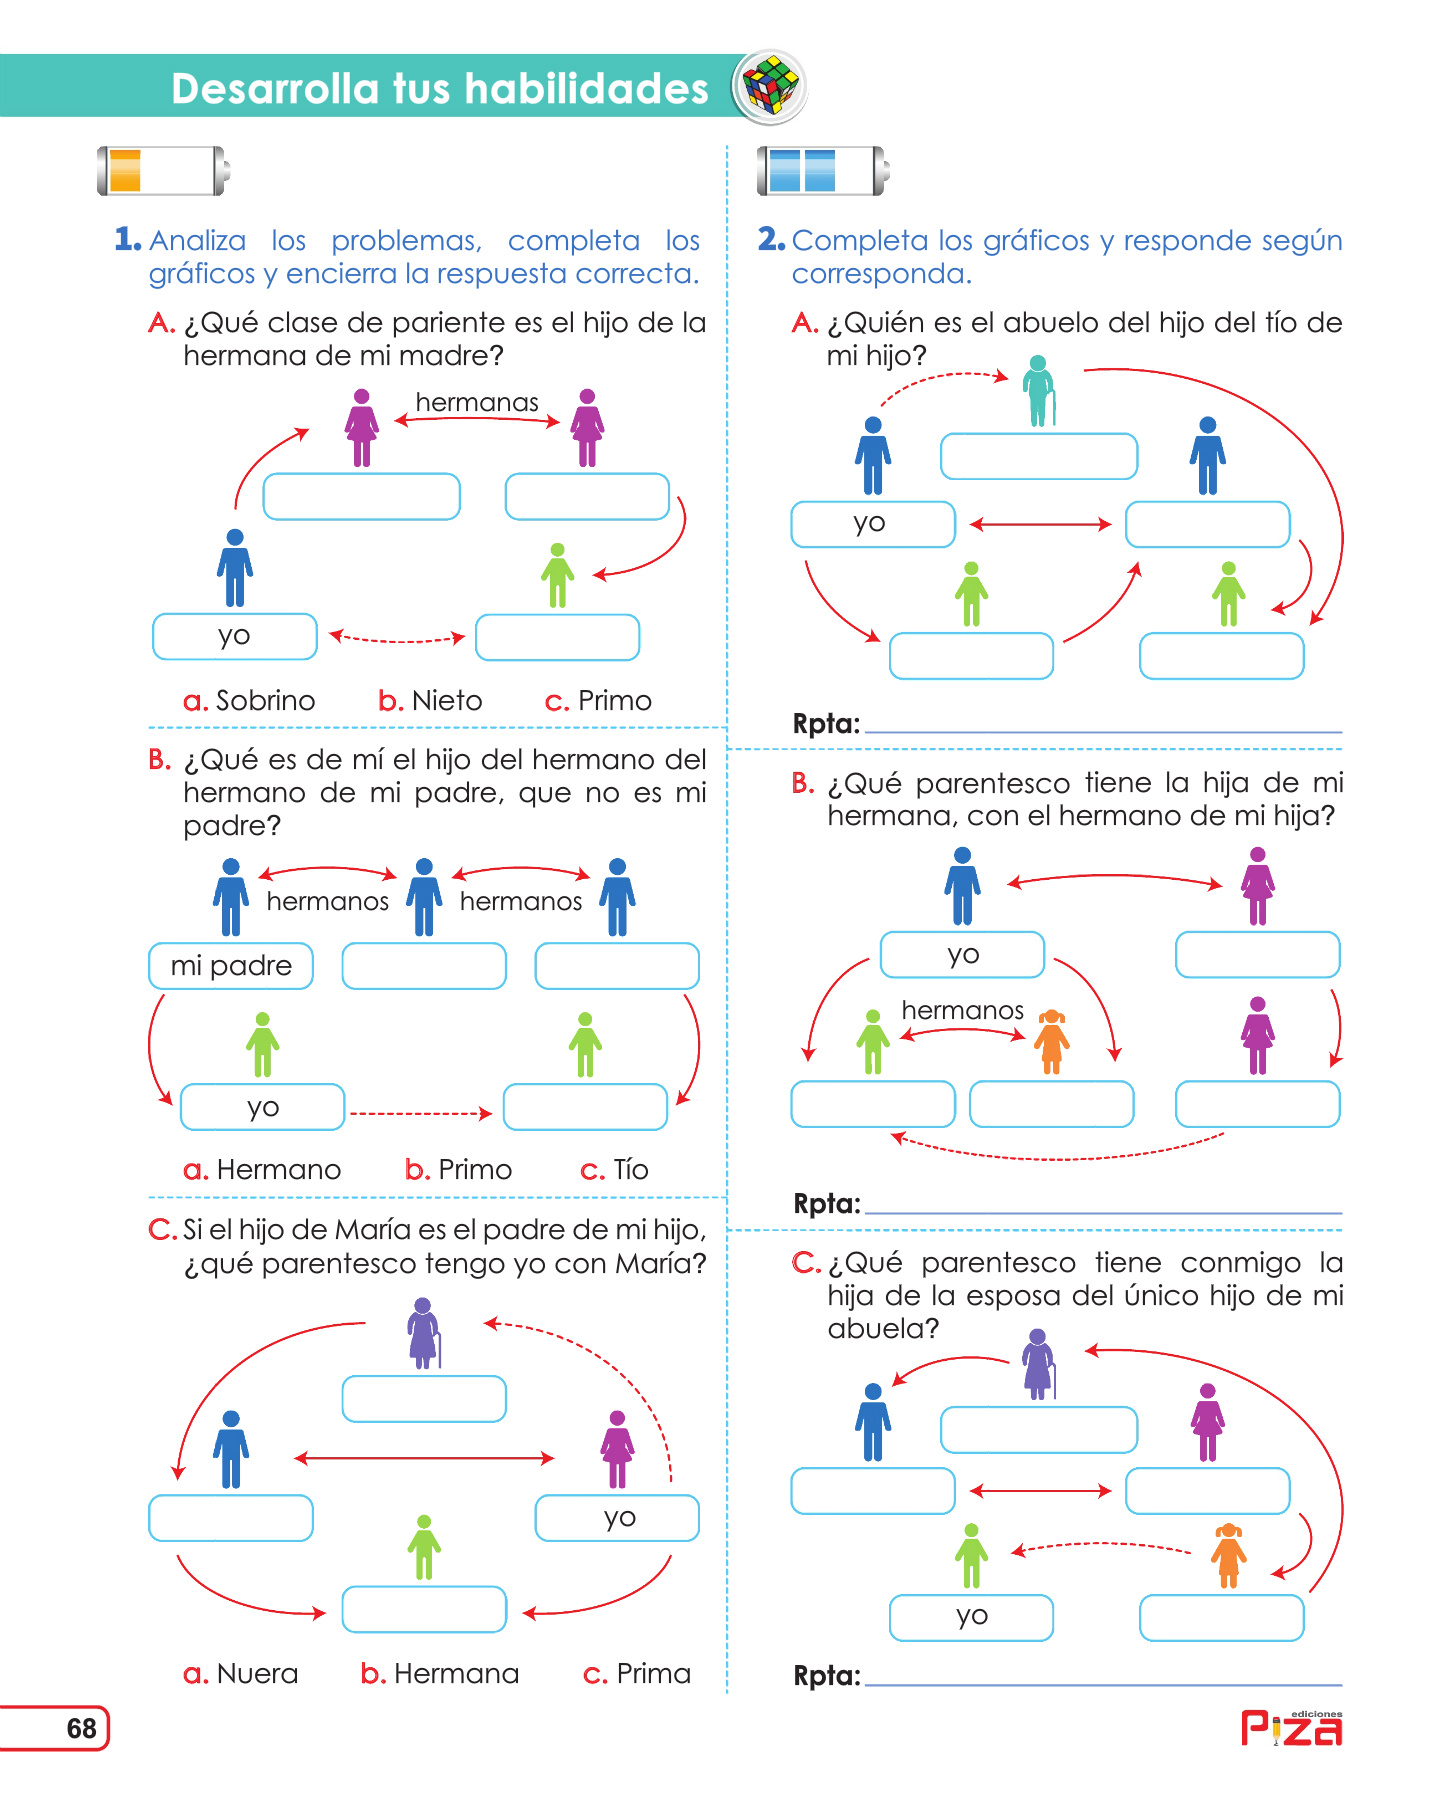 Desarrolla tus habilidades
1. Analiza los problemas, completa los
gráficos y encierra la respuesta correcta.
A. ¿Qué clase de pariente es el hijo de la
hermana de mi madre?
hermanas
yo
a. Sobrino b. Nieto c. Primo
B. ¿Qué es de mí el hijo del hermano del
hermano de mi padre, que no es mi
padre?
hermanos hermanos
mi padre
yo
a. Hermano b. Primo c. Tío
C. Si el hijo de María es el padre de mi hijo,
¿qué parentesco tengo yo con María?
yo
a. Nuera b. Hermana c. Prima
2. Completa los gráficos y responde según
corresponda.
A. ¿Quién es el abuelo del hijo del tío de
mi hijo?
yo
Rpta:
B. ¿Qué parentesco tiene la hija de mi
hermana, con el hermano de mi hija?
yo
hermanos
Rpta:
C. ¿Qué parentesco tiene conmigo la
hija de la esposa del único hijo de mi
abuela?
yo
Rpta:
68
ediciones
Piza